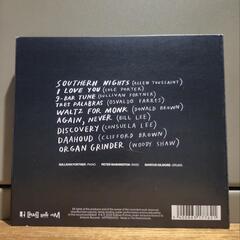 SOUTHERN NIGHTS (ALLEN TOUSSAINT)
I LOVE YOU (COLE PORTER)
9-BAR TUNE (SULLIVAN FORTNER)
TRES PALABRAS (OSVALDO FARRES)
WALTZ FOR MONK (DONALD BROWN)
AGAIN, NEVER (BILL LEE)
DISCOVERY (CONSUELA LEE)
DAAHOUD (CLIFFORD BROWN)
ORGAN GRINDER (WOODY SHAW)
SULLIVAN FORTNER / PIANO PETER WASHINGTON / BASS MARCUS GILMORE / DRUMS